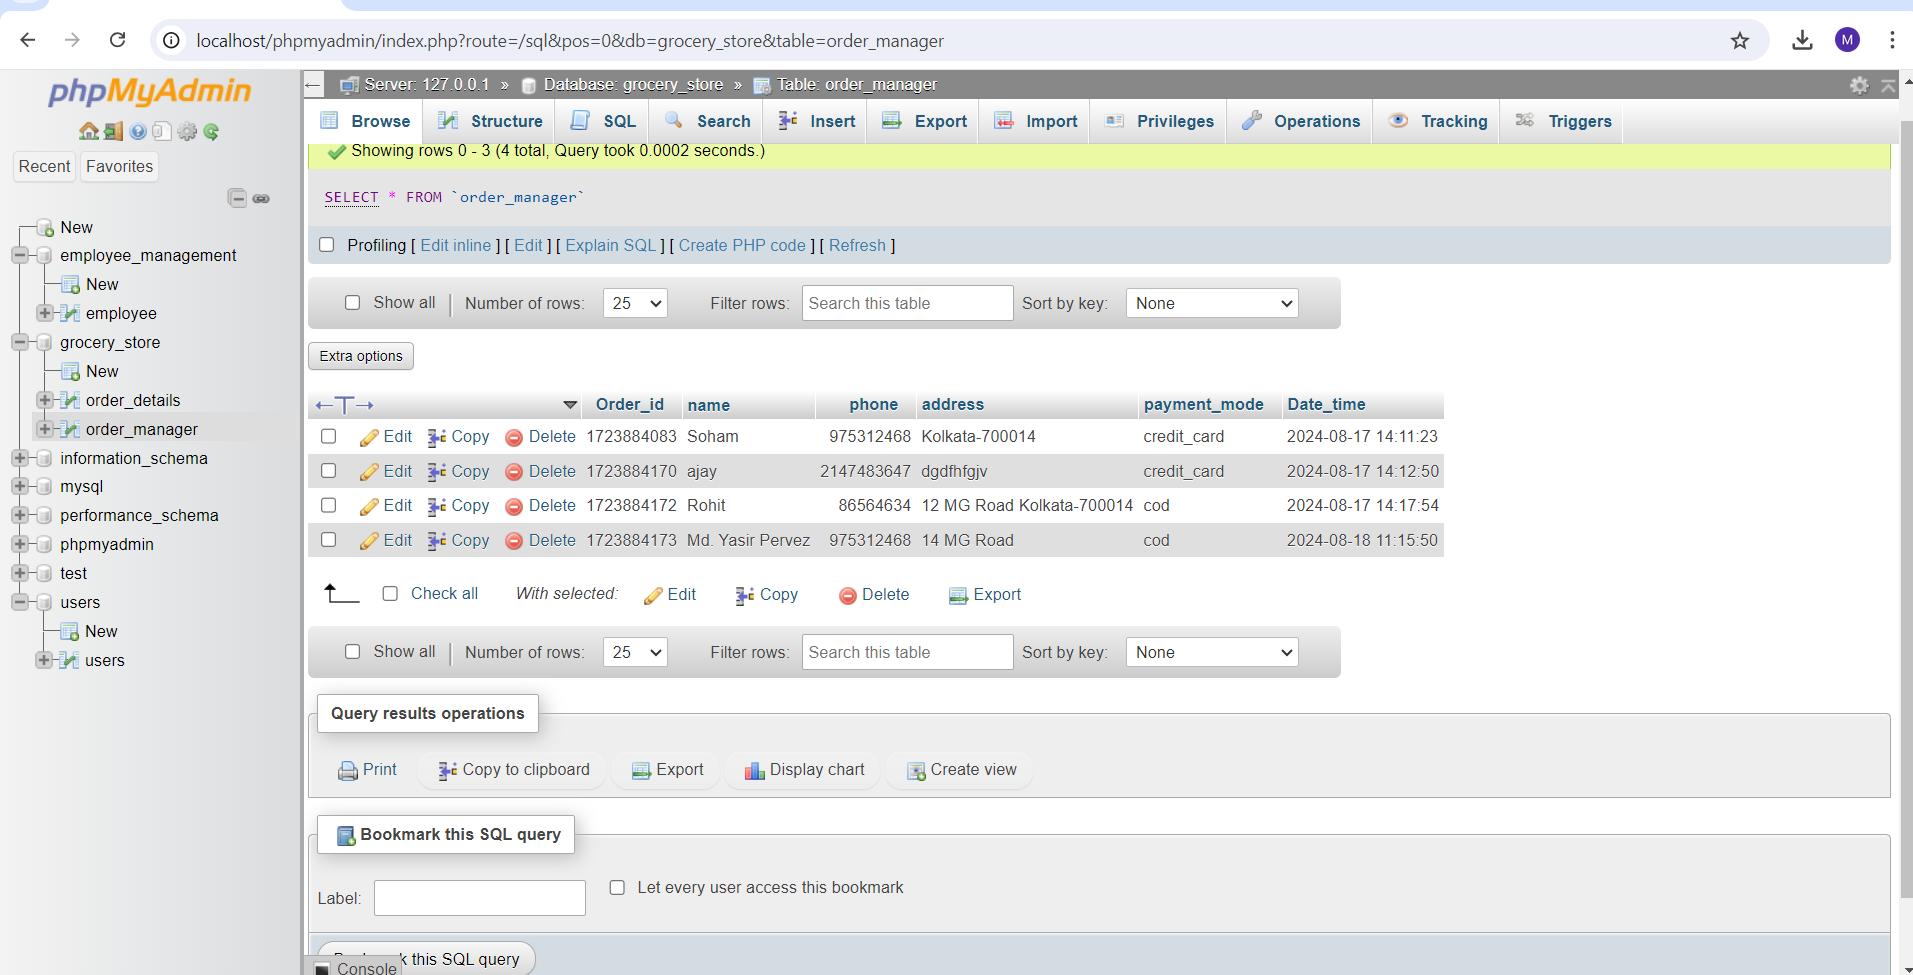 localhost/phpmyadmin/index.php?route=/sql&pos=0&db=grocery_store&table=order_manager
M
phpMyAdmin
Recent Favorites
New
employee_management
New
employee
grocery_store
New
order_details
order_manager
information_schema
mysql
performance_schema
phpmyadmin
test
users
New
users
Server: 127.0.0.1 » Database: grocery_store » Table: order_manager
Browse Structure SQL Search Insert Export Import Privileges Operations Tracking Triggers
Showing rows 0 - 3 (4 total, Query took 0.0002 seconds.)
SELECT * FROM `order_manager`
Profiling [ Edit inline ] [ Edit ] [ Explain SQL ] [ Create PHP code ] [ Refresh ]
Show all Number of rows: 25 Filter rows: Search this table Sort by key: None
Extra options
Order_id name phone address payment_mode Date_time
Edit Copy Delete 1723884083 Soham 975312468 Kolkata-700014 credit_card 2024-08-17 14:11:23
Edit Copy Delete 1723884170 ajay 2147483647 dgdfhfgjv credit_card 2024-08-17 14:12:50
Edit Copy Delete 1723884172 Rohit 86564634 12 MG Road Kolkata-700014 cod 2024-08-17 14:17:54
Edit Copy Delete 1723884173 Md. Yasir Pervez 975312468 14 MG Road cod 2024-08-18 11:15:50
Check all With selected: Edit Copy Delete Export
Show all Number of rows: 25 Filter rows: Search this table Sort by key: None
Query results operations
Print Copy to clipboard Export Display chart Create view
Bookmark this SQL query
Label: Let every user access this bookmark
this SQL query
Console